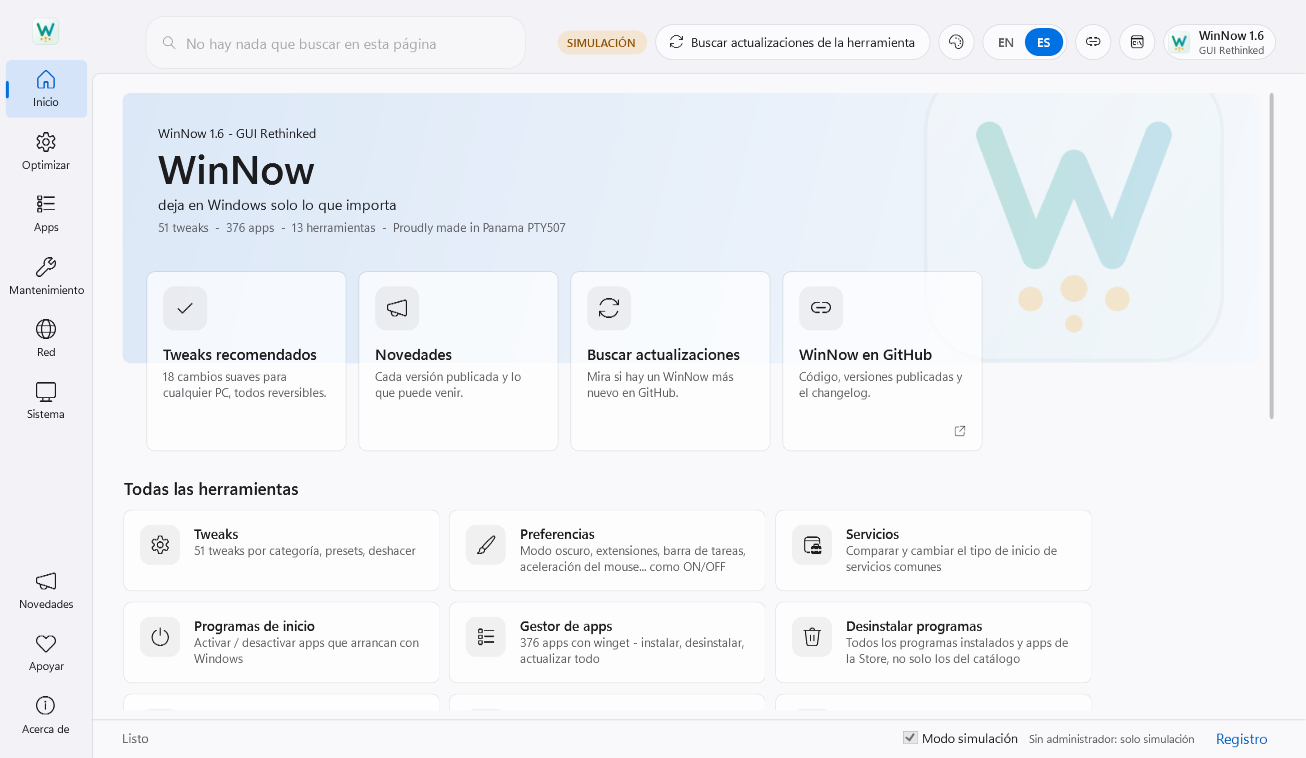 No hay nada que buscar en esta página
SIMULACIÓN
Buscar actualizaciones de la herramienta
EN
ES
WinNow 1.6
GUI Rethinked
Inicio
Optimizar
Apps
Mantenimiento
Red
Sistema
Novedades
Apoyar
Acerca de
WinNow 1.6 - GUI Rethinked
WinNow
deja en Windows solo lo que importa
51 tweaks - 376 apps - 13 herramientas - Proudly made in Panama PTY507
Tweaks recomendados
18 cambios suaves para
cualquier PC, todos reversibles.
Novedades
Cada versión publicada y lo
que puede venir.
Buscar actualizaciones
Mira si hay un WinNow más
nuevo en GitHub.
WinNow en GitHub
Código, versiones publicadas y
el changelog.
Todas las herramientas
Tweaks
51 tweaks por categoría, presets, deshacer
Preferencias
Modo oscuro, extensiones, barra de tareas,
aceleración del mouse... como ON/OFF
Servicios
Comparar y cambiar el tipo de inicio de
servicios comunes
Programas de inicio
Activar / desactivar apps que arrancan con
Windows
Gestor de apps
376 apps con winget - instalar, desinstalar,
actualizar todo
Desinstalar programas
Todos los programas instalados y apps de
la Store, no solo los del catálogo
Listo
Modo simulación
Sin administrador: solo simulación
Registro